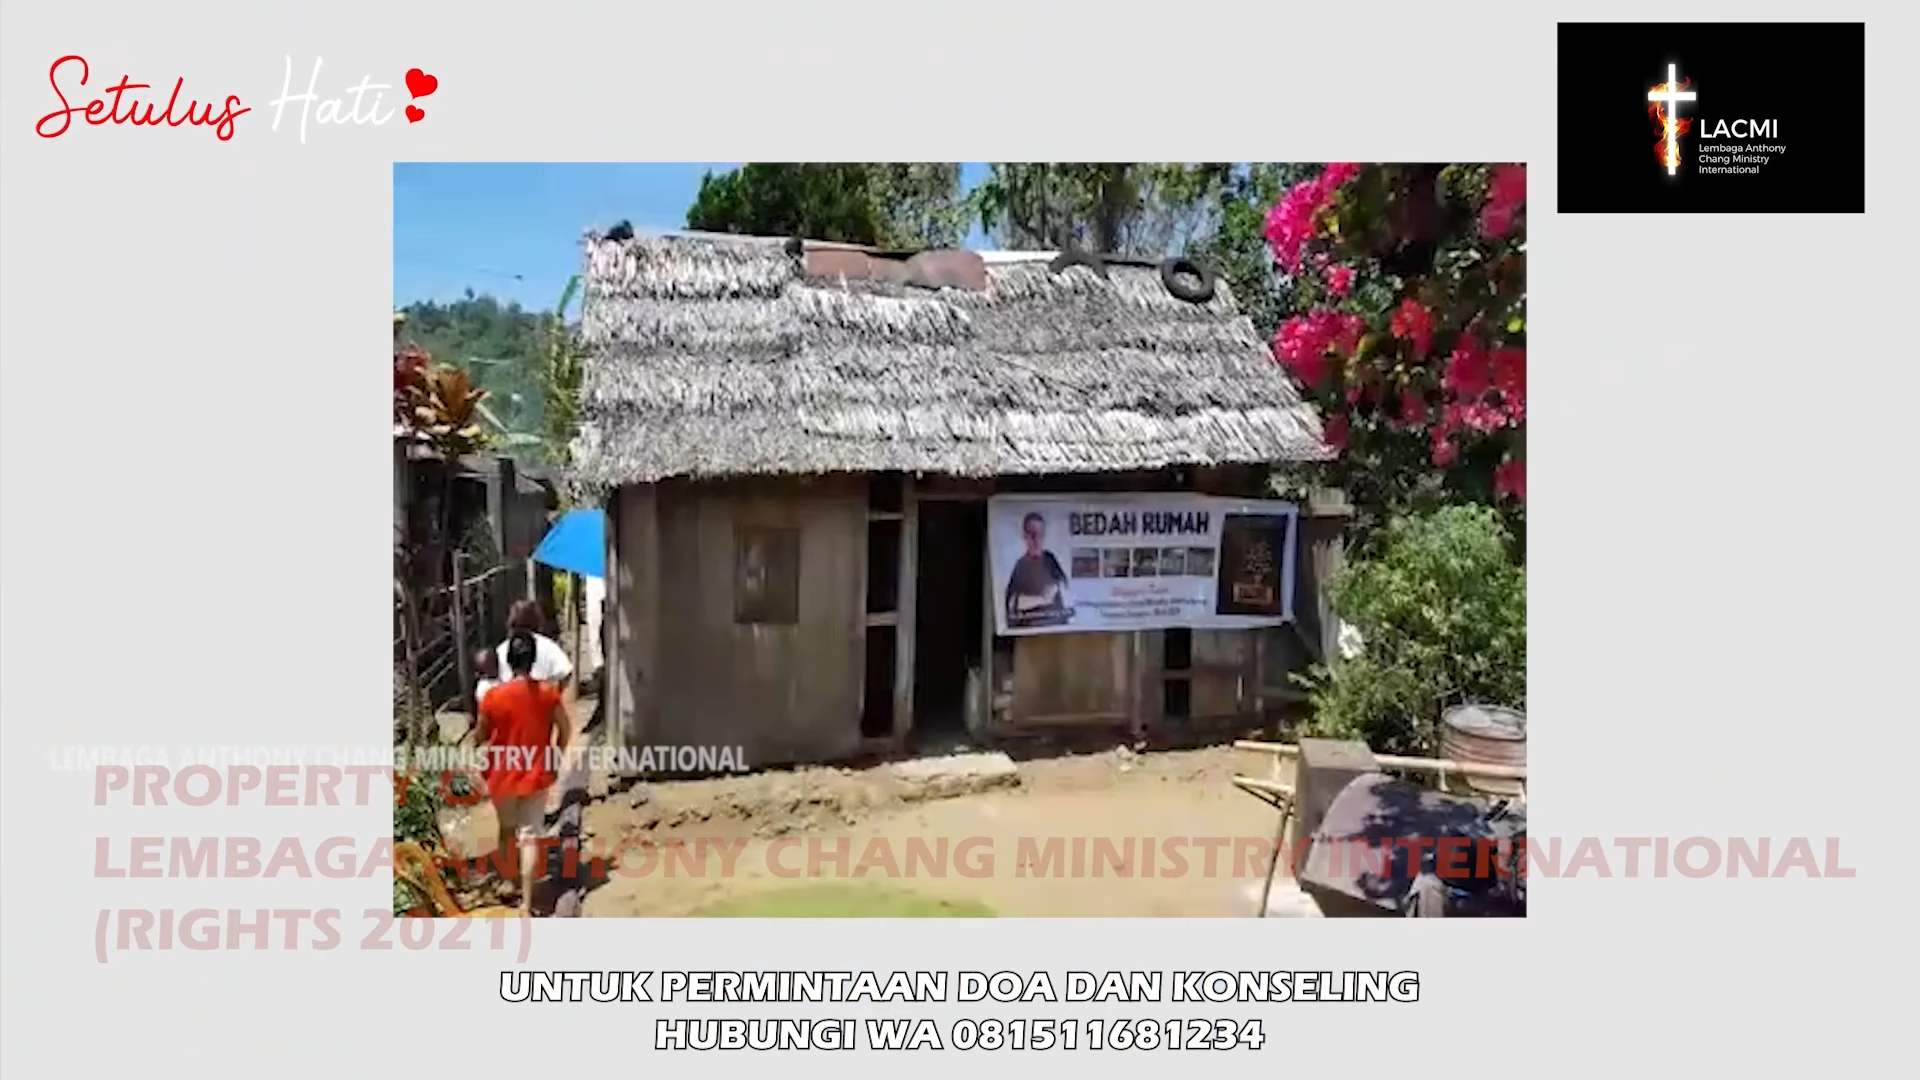 Setulus Hati
LACMI
Lembaga Anthony
Chang Ministry
International
BEDAH RUMAH
LEMBAGA ANTHONY CHANG MINISTRY INTERNATIONAL
PROPERTY OF
LEMBAGA ANTHONY CHANG MINISTRY INTERNATIONAL
(RIGHTS 2021)
UNTUK PERMINTAAN DOA DAN KONSELING
HUBUNGI WA 081511681234